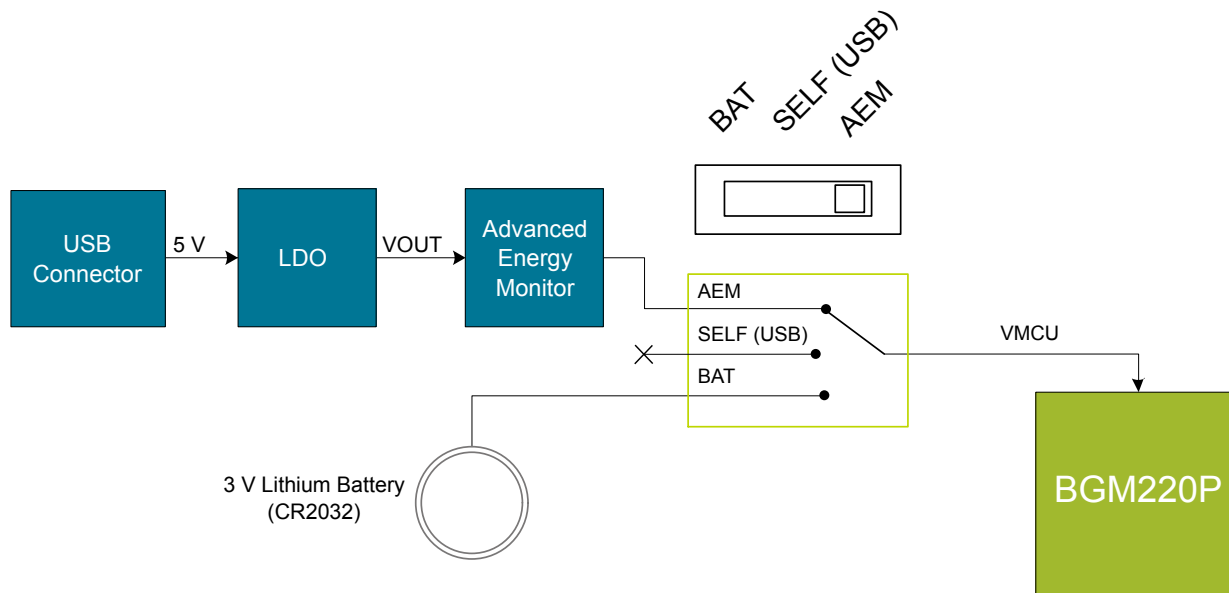 BAT
SELF (USB)
AEM
USB
Connector
5 V
LDO
VOUT
Advanced
Energy
Monitor
AEM
SELF (USB)
BAT
VMCU
3 V Lithium Battery
(CR2032)
BGM220P